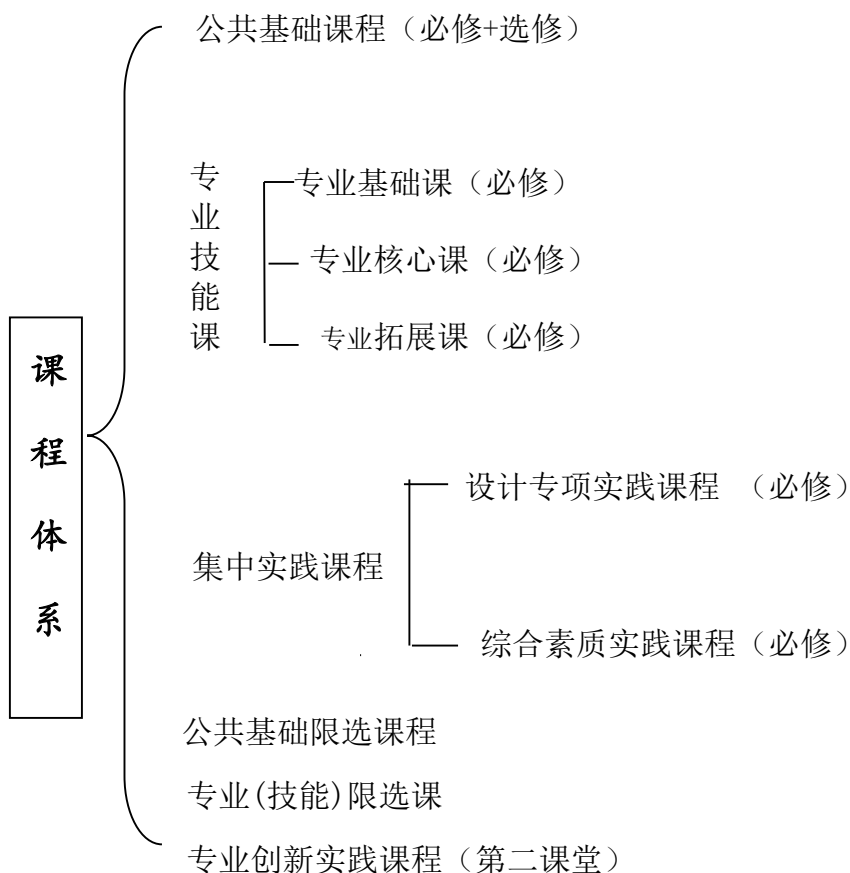 公共基础课程（必修+选修）
专业技能课
专业基础课（必修）
专业核心课（必修）
专业拓展课（必修）
课程体系
设计专项实践课程 （必修）
集中实践课程
综合素质实践课程（必修）
公共基础限选课程
专业(技能)限选课
专业创新实践课程（第二课堂）